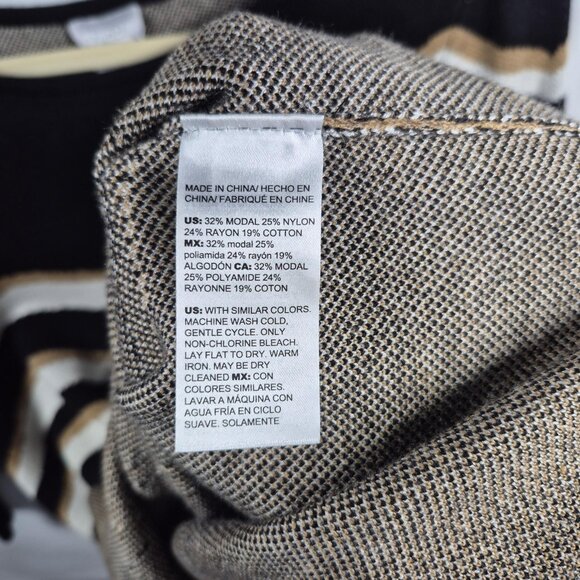 MADE IN CHINA/ HECHO EN
CHINA/ FABRIQUÉ EN CHINE
US: 32% MODAL 25% NYLON
24% RAYON 19% COTTON
MX: 32% modal 25%
poliamida 24% rayón 19%
ALGODÓN CA: 32% MODAL
25% POLYAMIDE 24%
RAYONNE 19% COTON
US: WITH SIMILAR COLORS.
MACHINE WASH COLD,
GENTLE CYCLE. ONLY
NON-CHLORINE BLEACH.
LAY FLAT TO DRY. WARM
IRON. MAY BE DRY
CLEANED MX: CON
COLORES SIMILARES.
LAVAR A MÁQUINA CON
AGUA FRÍA EN CICLO
SUAVE. SOLAMENTE